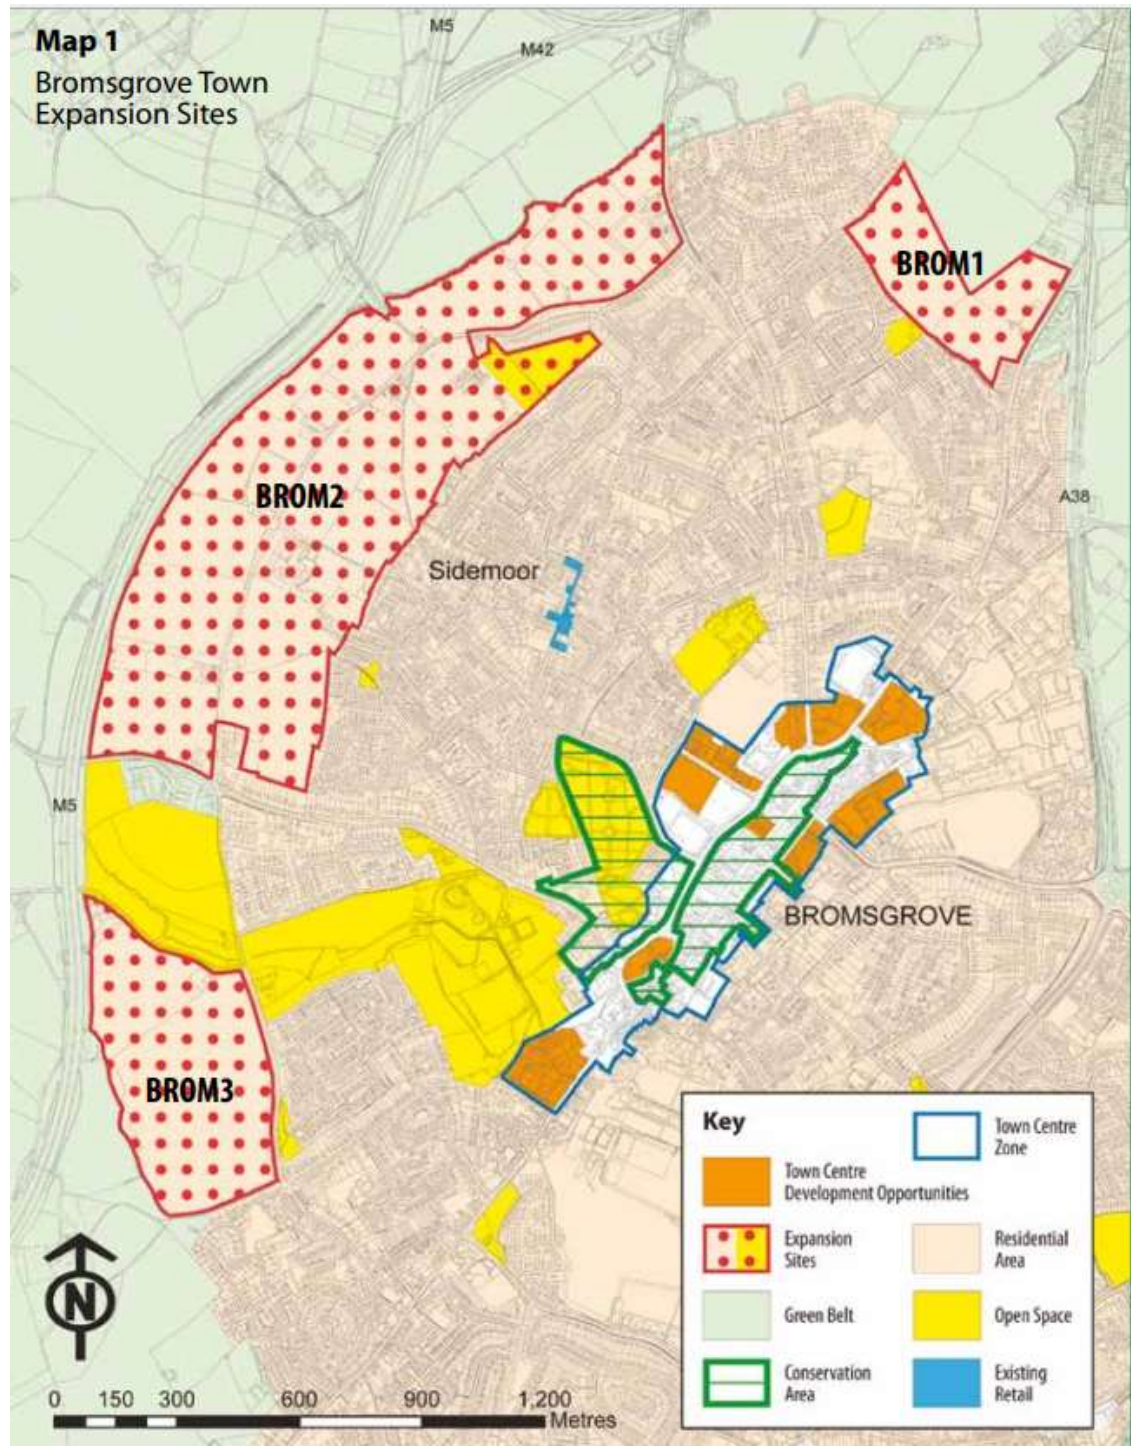 Map 1
Bromsgrove Town
Expansion Sites
M5
M42
BROM1
BROM2
A38
Sidemoor
M5
BROMSGROVE
BROM3
Key
Town Centre
Zone
Town Centre
Development Opportunities
Expansion
Sites
Residential
Area
Green Belt
Open Space
Conservation
Area
Existing
Retail
N
0 150 300 600 900 1,200
Metres